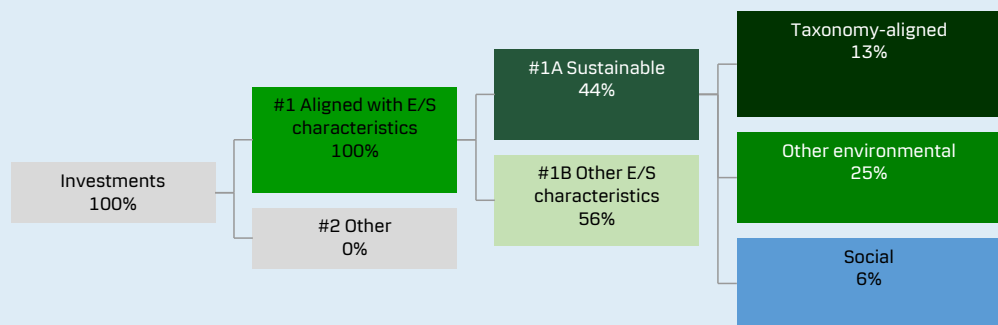 Investments
100%
#1 Aligned with E/S
characteristics
100%
#2 Other
0%
#1A Sustainable
44%
#1B Other E/S
characteristics
56%
Taxonomy-aligned
13%
Other environmental
25%
Social
6%